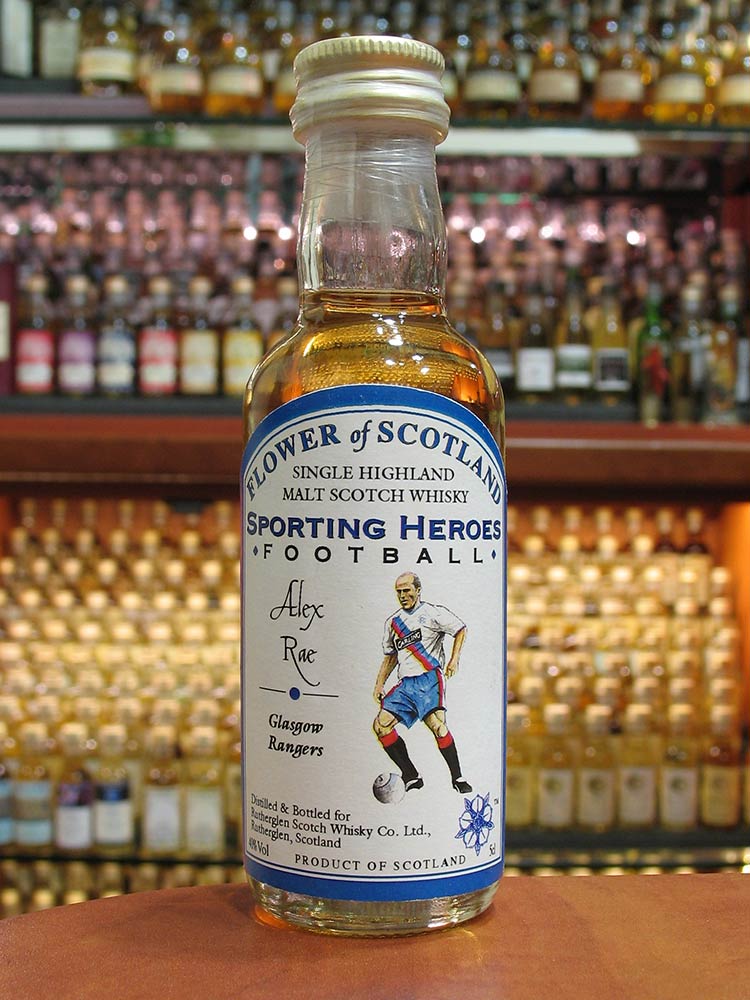 FLOWER of SCOTLAND
SINGLE HIGHLAND
MALT SCOTCH WHISKY
SPORTING HEROES
FOOTBALL
Alex
Rae
CARLING
Glasgow
Rangers
Distilled & Bottled for
Rutherglen Scotch Whisky Co. Ltd.,
Rutherglen, Scotland
40% Vol
5cl
TM
PRODUCT OF SCOTLAND